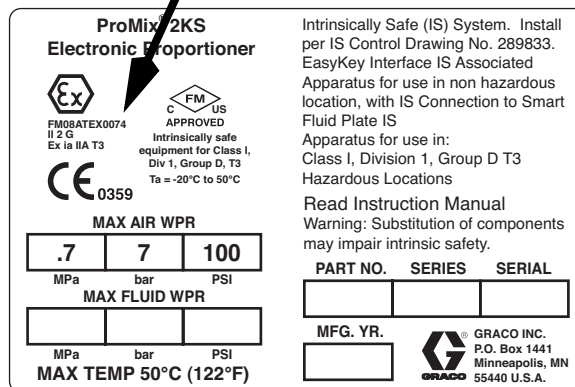 ProMix® 2KS
Electronic Proportioner
FM08ATEX0074
II 2 G
Ex ia IIA T3
C FM US
APPROVED
Intrinsically safe
equipment for Class I,
Div 1, Group D, T3
Ta = -20°C to 50°C
CE 0359
MAX AIR WPR
.7 7 100
MPa bar PSI
MAX FLUID WPR
MPa bar PSI
MAX TEMP 50°C (122°F)
Intrinsically Safe (IS) System. Install
per IS Control Drawing No. 289833.
EasyKey Interface IS Associated
Apparatus for use in non hazardous
location, with IS Connection to Smart
Fluid Plate IS
Apparatus for use in:
Class I, Division 1, Group D T3
Hazardous Locations
Read Instruction Manual
Warning: Substitution of components
may impair intrinsic safety.
PART NO. SERIES SERIAL
MFG. YR.
GRACO
GRACO INC.
P.O. Box 1441
Minneapolis, MN
55440 U.S.A.